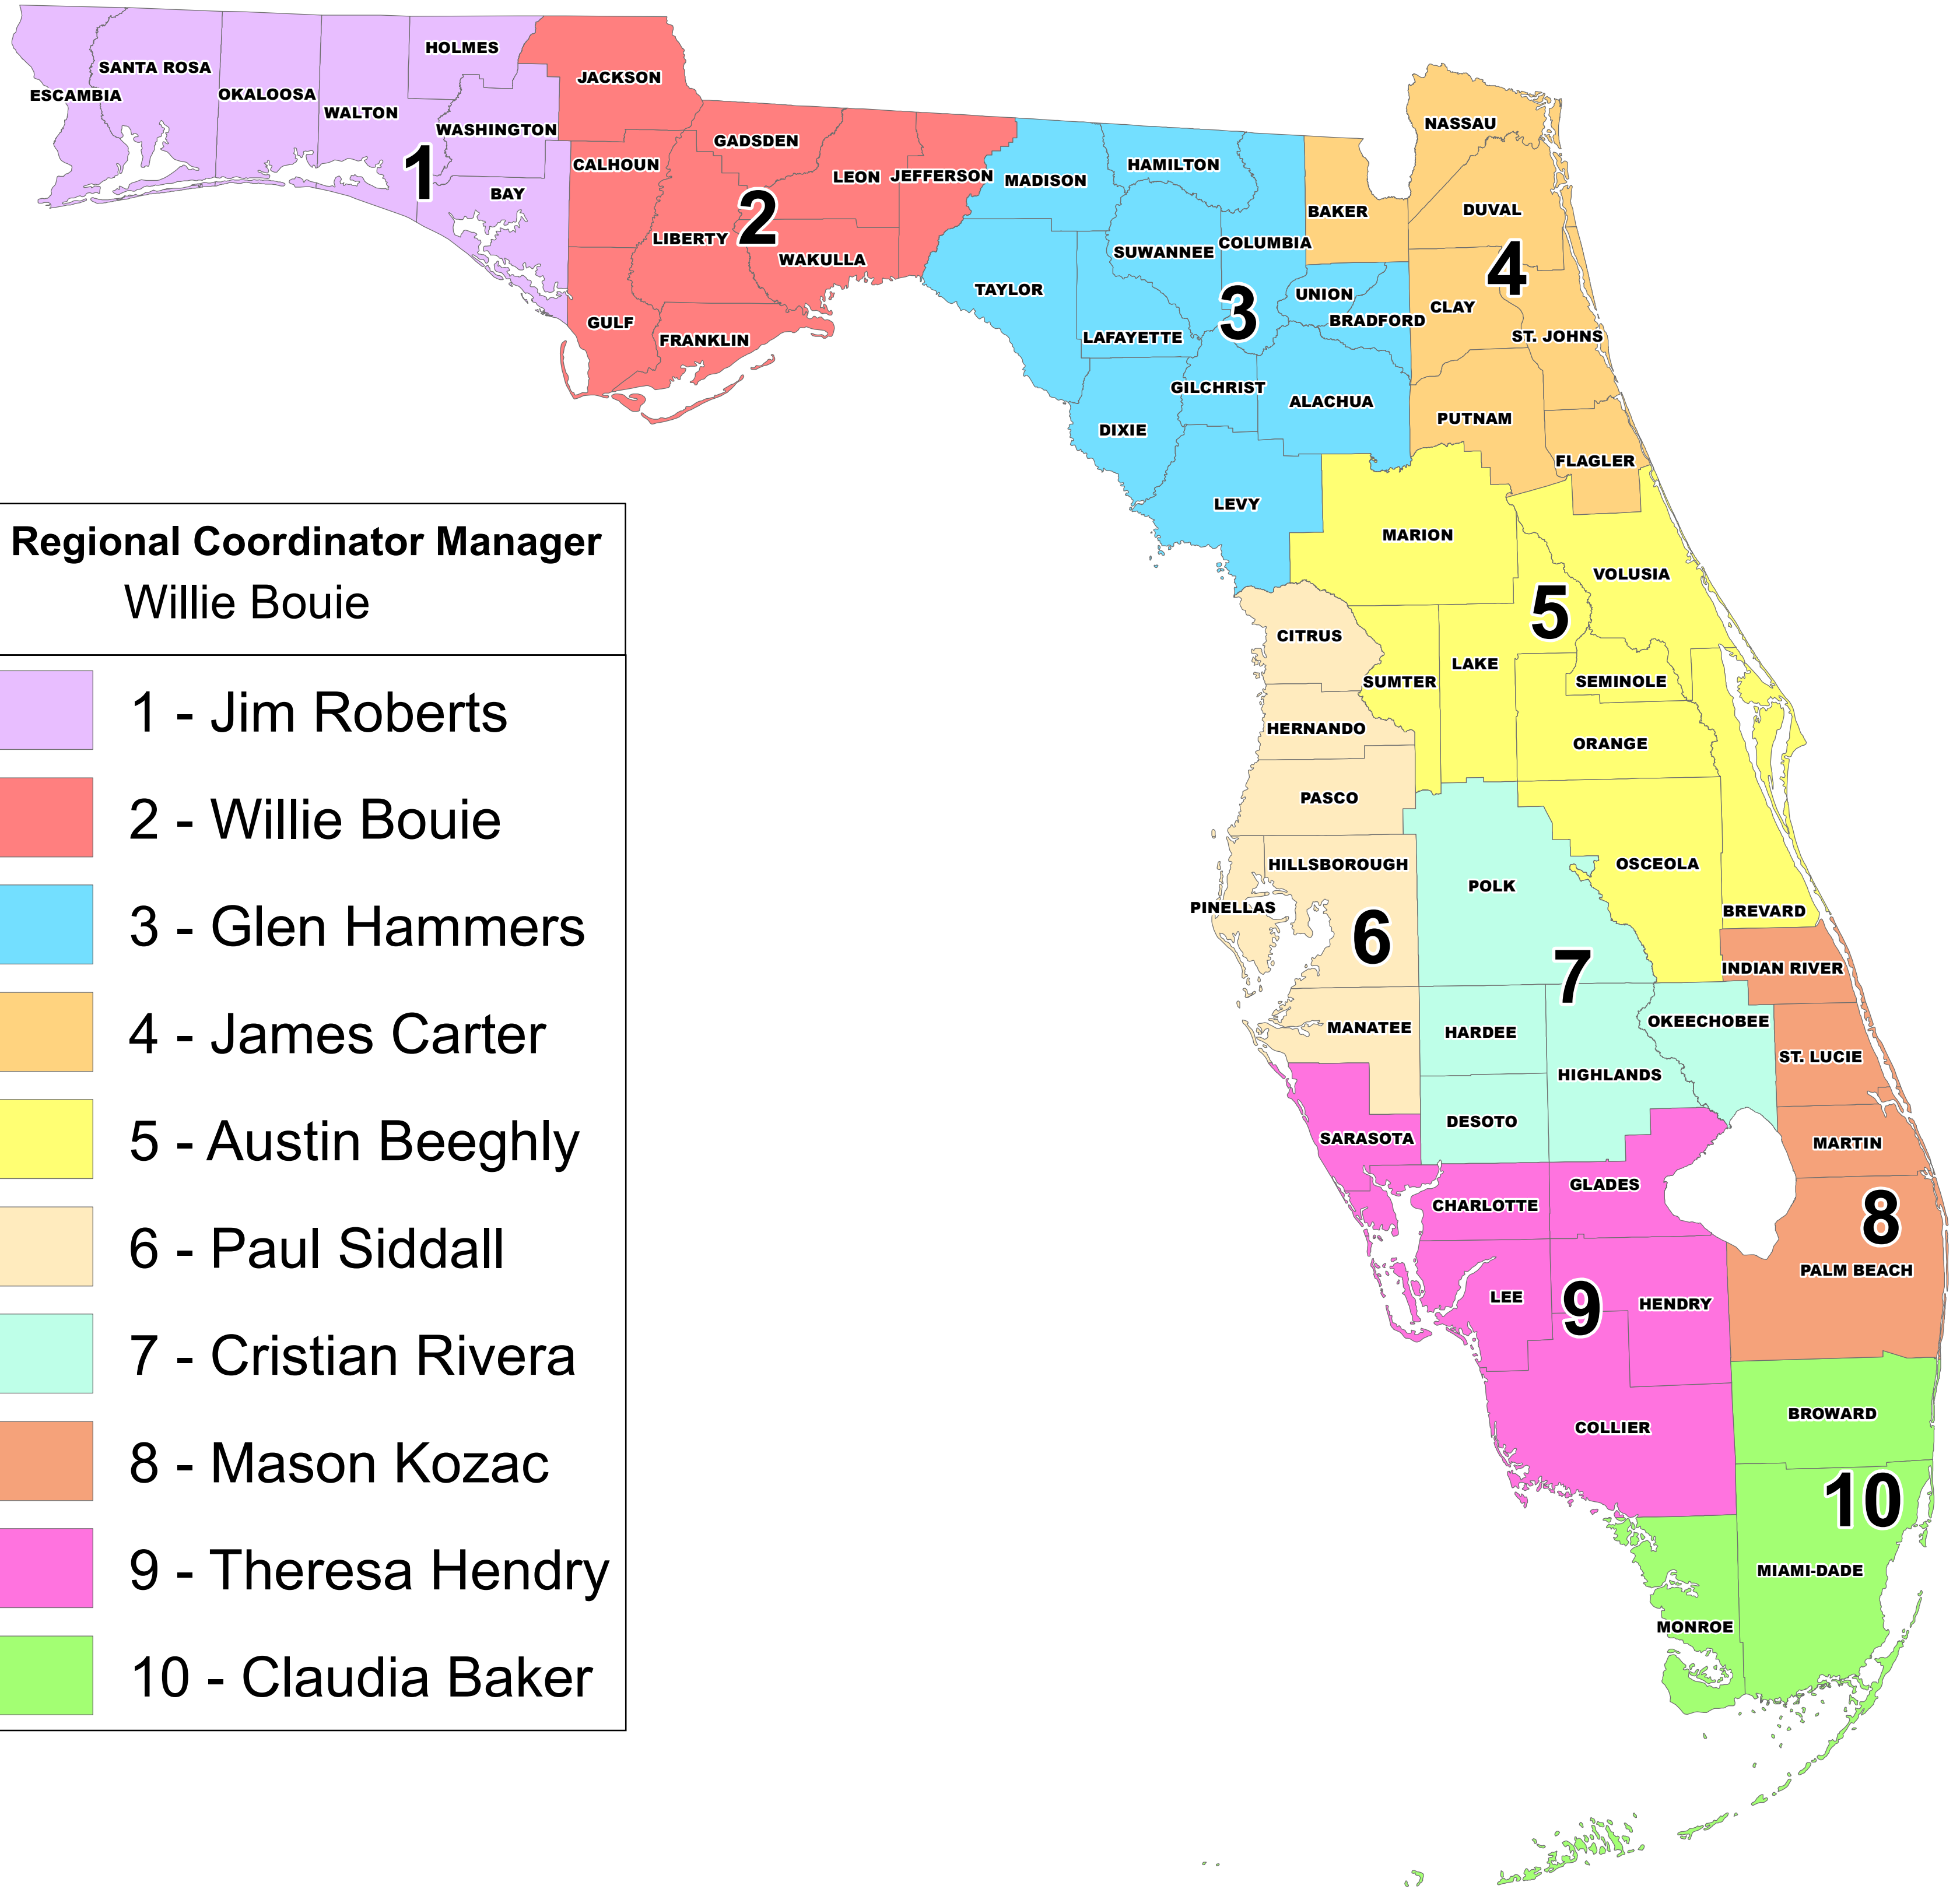 HOLMES
SANTA ROSA
JACKSON
ESCAMBIA
OKALOOSA
WALTON
WASHINGTON
1
BAY
CALHOUN
GADSDEN
LEON
JEFFERSON
2
LIBERTY
WAKULLA
GULF
FRANKLIN
MADISON
HAMILTON
TAYLOR
SUWANNEE
COLUMBIA
LAFAYETTE
3
UNION
BRADFORD
GILCHRIST
ALACHUA
DIXIE
LEVY
NASSAU
BAKER
DUVAL
4
CLAY
ST. JOHNS
PUTNAM
FLAGLER
MARION
VOLUSIA
5
LAKE
SUMTER
SEMINOLE
ORANGE
OSCEOLA
BREVARD
CITRUS
HERNANDO
PASCO
HILLSBOROUGH
PINELLAS
6
MANATEE
POLK
7
HARDEE
HIGHLANDS
OKEECHOBEE
DESOTO
INDIAN RIVER
ST. LUCIE
MARTIN
8
PALM BEACH
SARASOTA
CHARLOTTE
GLADES
LEE
9
HENDRY
COLLIER
BROWARD
10
MIAMI-DADE
MONROE
Regional Coordinator Manager
Willie Bouie
1 - Jim Roberts
2 - Willie Bouie
3 - Glen Hammers
4 - James Carter
5 - Austin Beeghly
6 - Paul Siddall
7 - Cristian Rivera
8 - Mason Kozac
9 - Theresa Hendry
10 - Claudia Baker